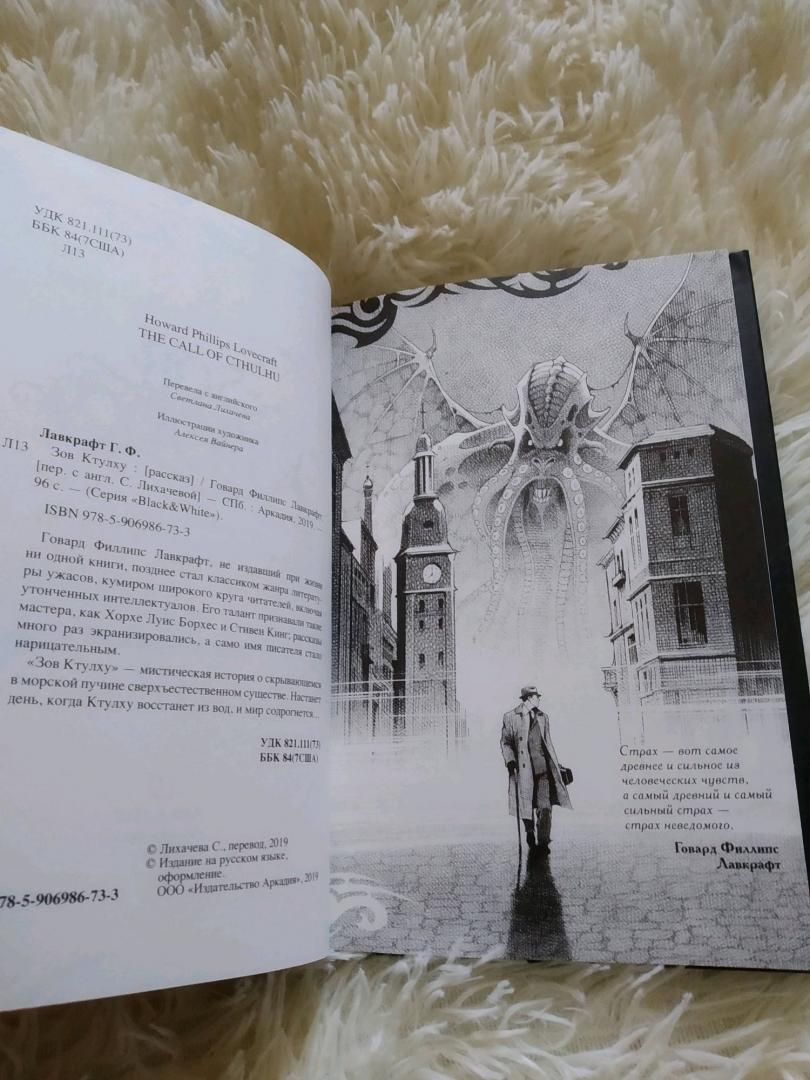 УДК 821.111(73)
ББК 84(7США)
Л13
Howard Phillips Lovecraft
THE CALL OF CTHULHU
Перевела с английского
Светлана Лихачева
Иллюстрации художника
Алексея Вайнера
Лавкрафт Г. Ф.
Л13 Зов Ктулху : [рассказ] / Говард Филлипс Лавкрафт;
[пер. с англ. С. Лихачевой] — СПб. : Аркадия, 2019. —
96 с. — (Серия «Black&White»).
ISBN 978-5-906986-73-3
Говард Филлипс Лавкрафт, не издавший при жизни
ни одной книги, позднее стал классиком жанра литерату-
ры ужасов, кумиром широкого круга читателей, включая
утонченных интеллектуалов. Его талант признавали такие
мастера, как Хорхе Луис Борхес и Стивен Кинг; рассказы
много раз экранизировались, а само имя писателя стало
нарицательным.
«Зов Ктулху» — мистическая история о скрывающемся
в морской пучине сверхъестественном существе. Настанет
день, когда Ктулху восстанет из вод, и мир содрогнется...
УДК 821.111(73)
ББК 84(7США)
© Лихачева С., перевод, 2019
© Издание на русском языке,
оформление.
ООО «Издательство Аркадия», 2019
78-5-906986-73-3
Страх — вот самое
древнее и сильное из
человеческих чувств,
а самый древний и самый
сильный страх —
страх неведомого.
Говард Филлипс
Лавкрафт